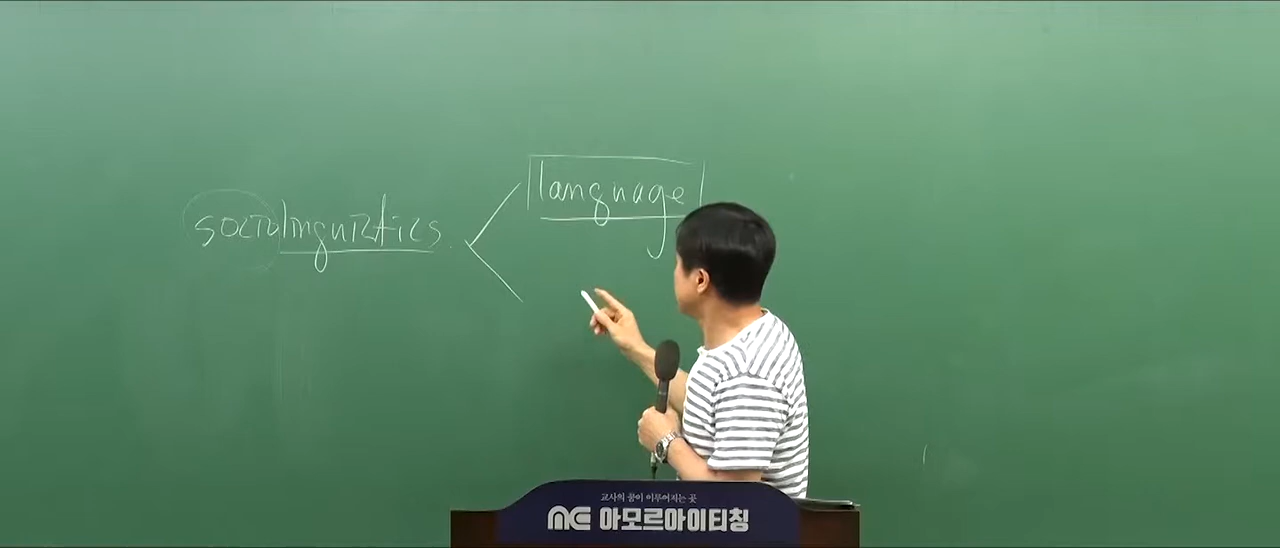 sociolinguistics
language
교사의 꿈이 이루어지는 곳
아모르아이티칭